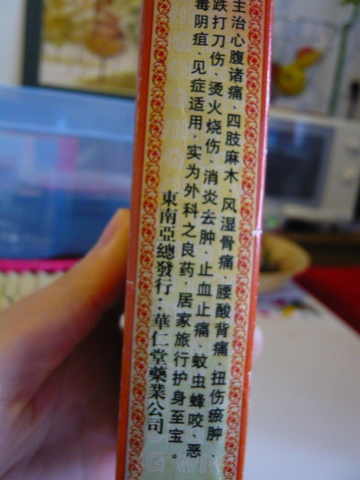 主治心腹诸痛﹑四肢麻木﹑风湿骨痛﹑腰酸背痛﹑扭伤瘀肿﹑
跌打刀伤﹑烫火烧伤﹑消炎去肿﹑止血止痛﹑蚊虫蜂咬﹑恶
毒阴疽﹑见症适用﹑实为外科之良药﹐居家旅行护身至宝。
東南亞總發行：華仁堂藥業公司